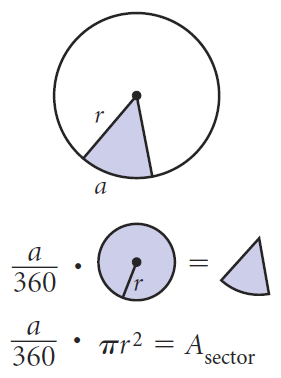 r
a
a/360 · r =
a/360 · πr² = A_sector